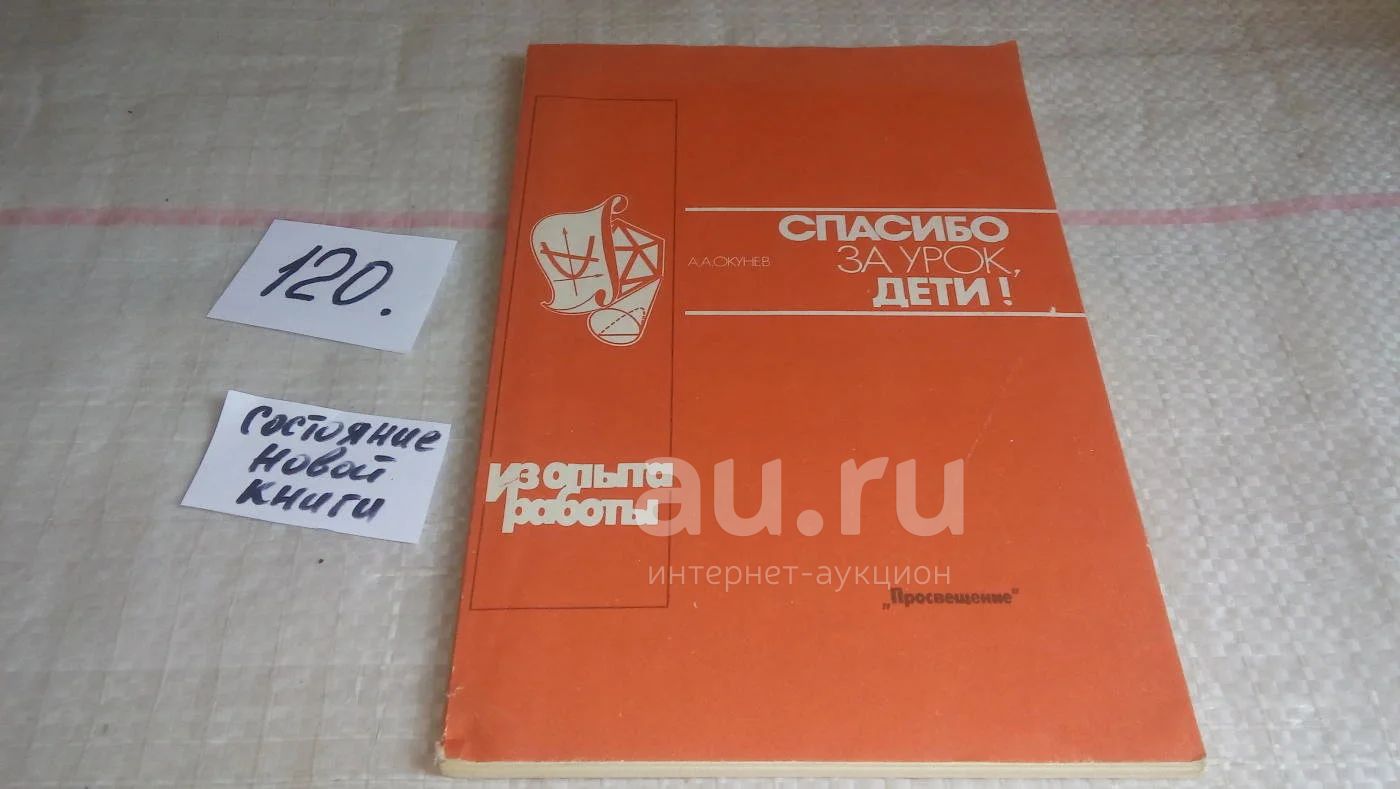 120.
Состояние
новой
книги
СПАСИБО
А.А.ОКУНЕВ
ЗА УРОК,
ДЕТИ!
из опыта
работы
au.ru
интернет-аукцион
„Просвещение"